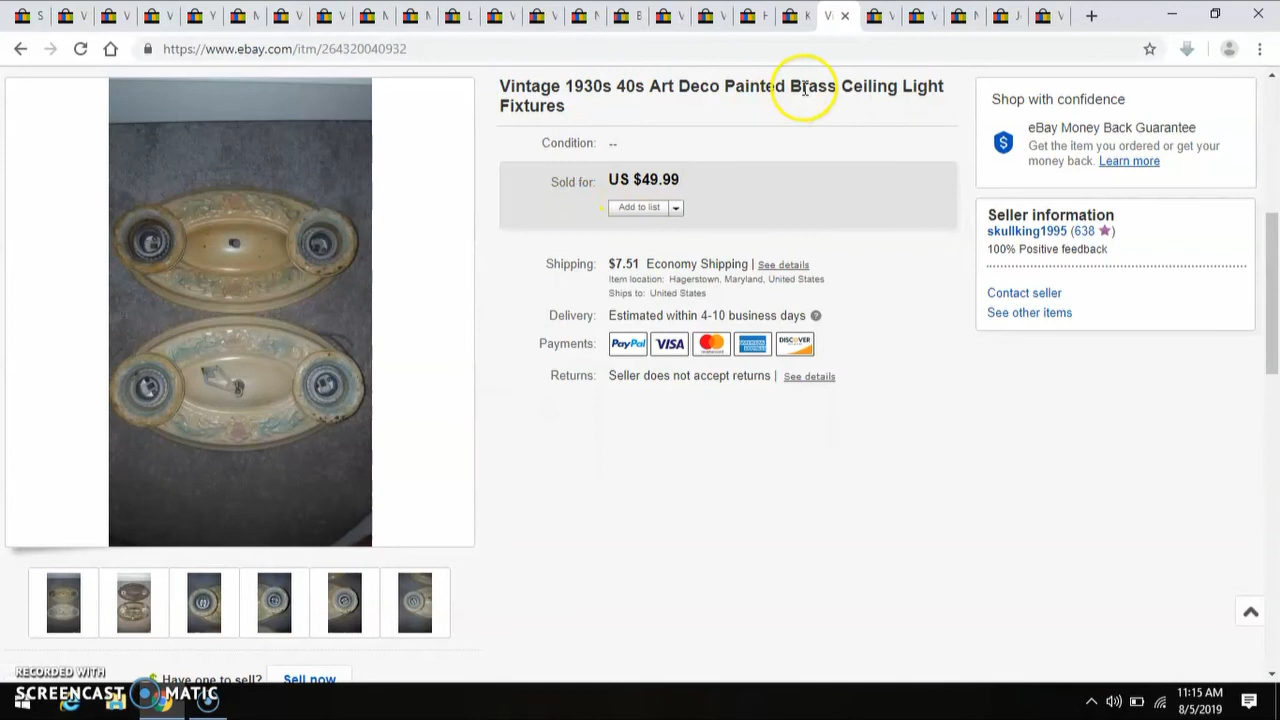 S V V V Y M V V M M L V V N E V V F K V V V N J V
https://www.ebay.com/itm/264320040932
Vintage 1930s 40s Art Deco Painted Brass Ceiling Light
Fixtures
Condition: --
Sold for: US $49.99
Add to list
Shipping: $7.51 Economy Shipping | See details
Item location: Hagerstown, Maryland, United States
Ships to: United States
Delivery: Estimated within 4-10 business days
Payments: PayPal VISA mastercard AMERICAN EXPRESS DISCOVER
Returns: Seller does not accept returns | See details
Shop with confidence
eBay Money Back Guarantee
Get the item you ordered or get your
money back. Learn more
Seller information
skullking1995 (638 )
100% Positive feedback
Contact seller
See other items
Have one to sell? Sell now
RECORDED WITH
SCREENCAST MATIC
11:15 AM
8/5/2019